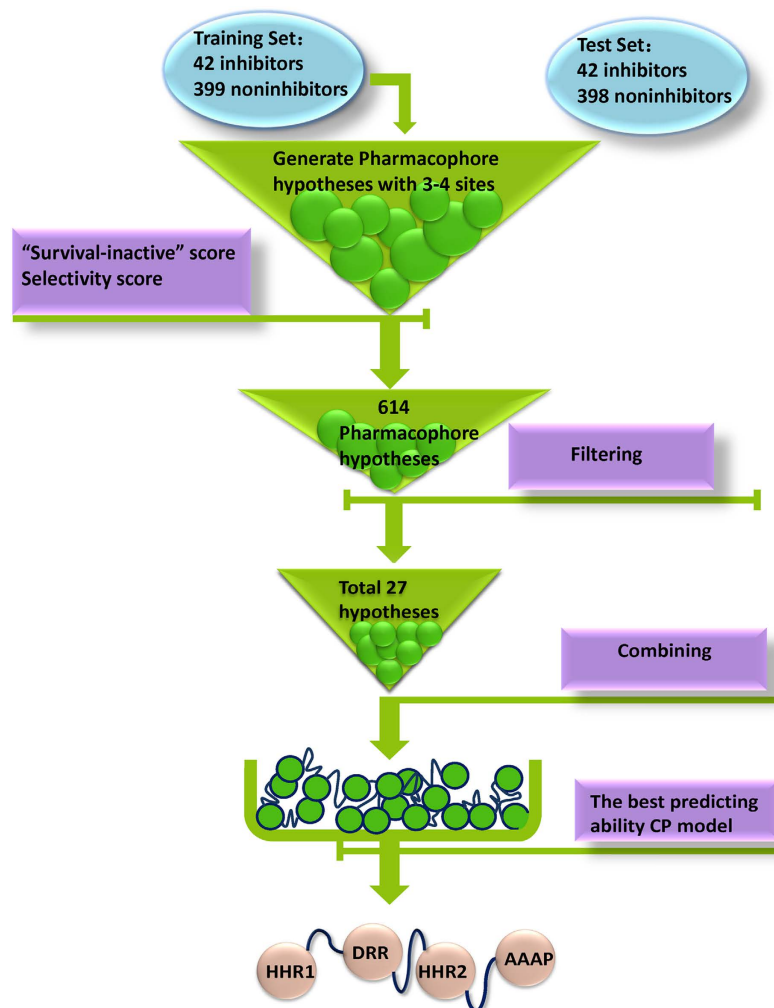 Training Set：
42 inhibitors
399 noninhibitors
Test Set：
42 inhibitors
398 noninhibitors
Generate Pharmacophore
hypotheses with 3-4 sites
“Survival-inactive” score
Selectivity score
614
Pharmacophore
hypotheses
Filtering
Total 27
hypotheses
Combining
The best predicting
ability CP model
HHR1
DRR
HHR2
AAAP